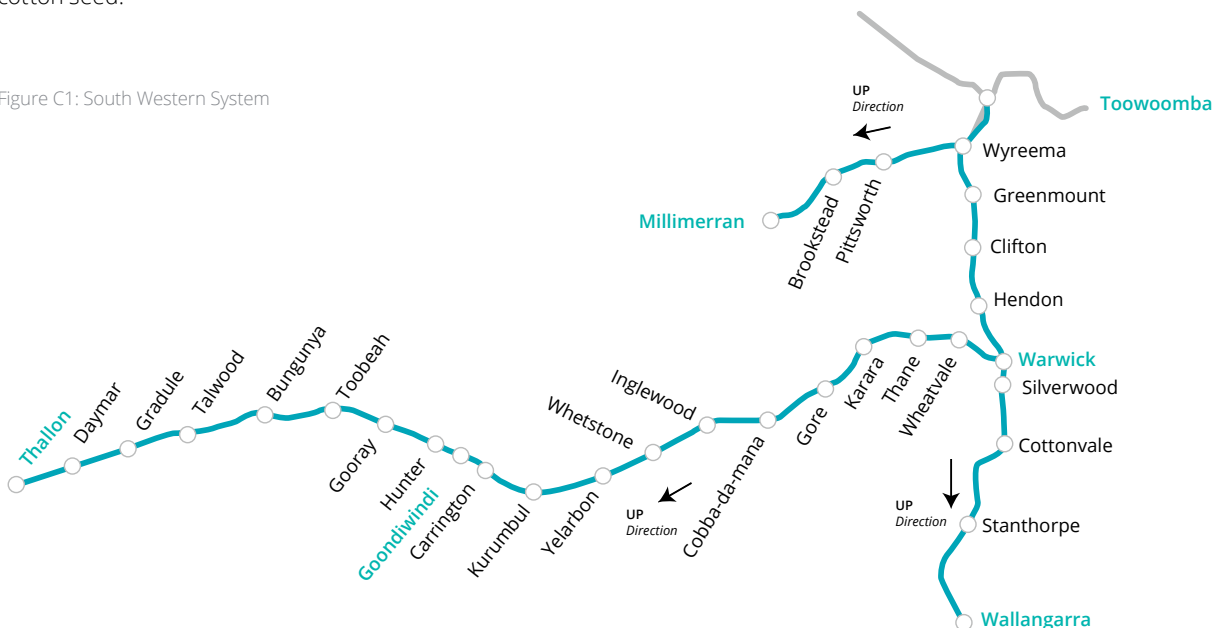 cotton seed.
Figure C1: South Western System
UP
Direction
Toowoomba
Wyreema
Greenmount
Clifton
Hendon
Warwick
Silverwood
Cottonvale
Stanthorpe
Wallangarra
UP
Direction
Millimerran
Brookstead
Pittsworth
Thallon
Daymar
Gradule
Talwood
Bungunya
Toobeah
Gooray
Hunter
Goondiwindi
Carrington
Kurumbul
Yelarbon
Whetstone
Inglewood
UP
Direction
Cobba-da-mana
Gore
Karara
Thane
Wheatvale